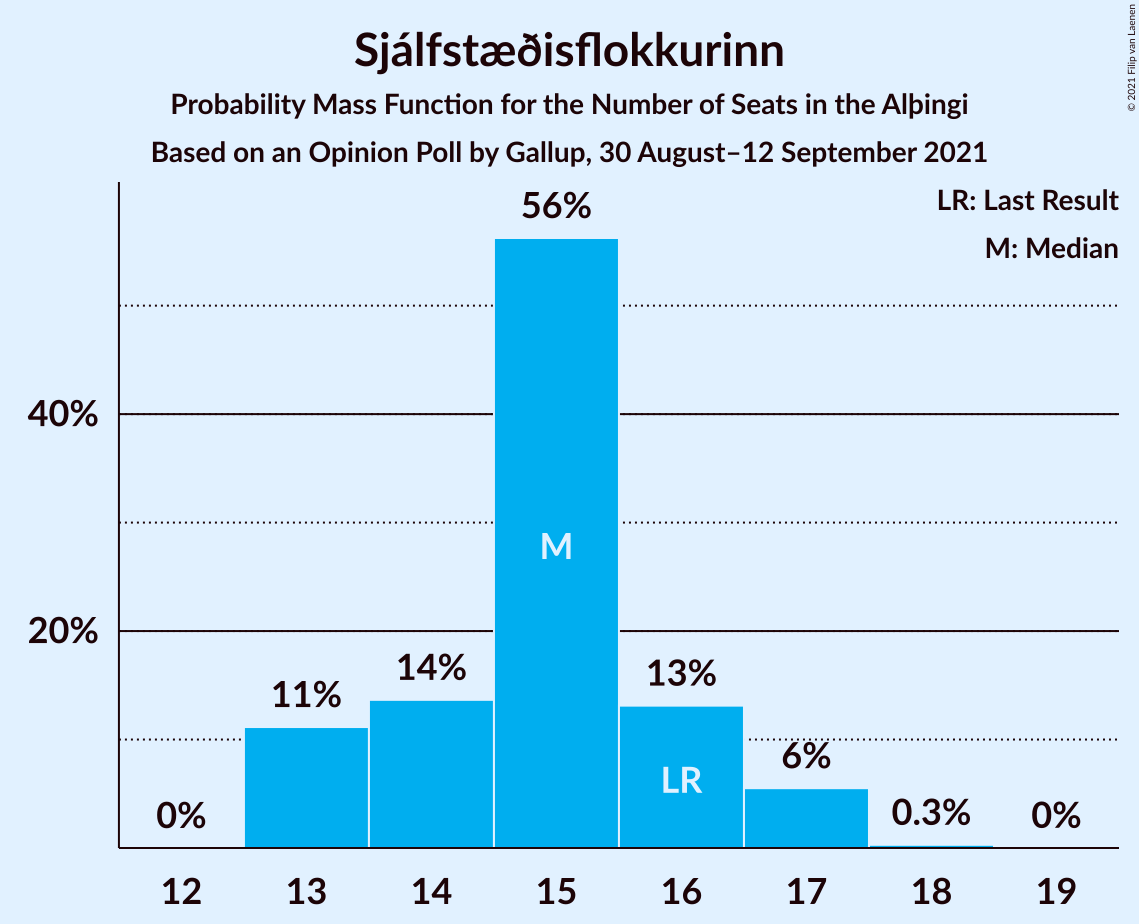 Sjálfstæðisflokkurinn
Probability Mass Function for the Number of Seats in the Alþingi
Based on an Opinion Poll by Gallup, 30 August–12 September 2021
© 2021 Filip van Laenen
LR: Last Result
M: Median
56%
40%
M
20%
14%
13%
11%
6%
LR
0%
0.3%
0%
12 13 14 15 16 17 18 19